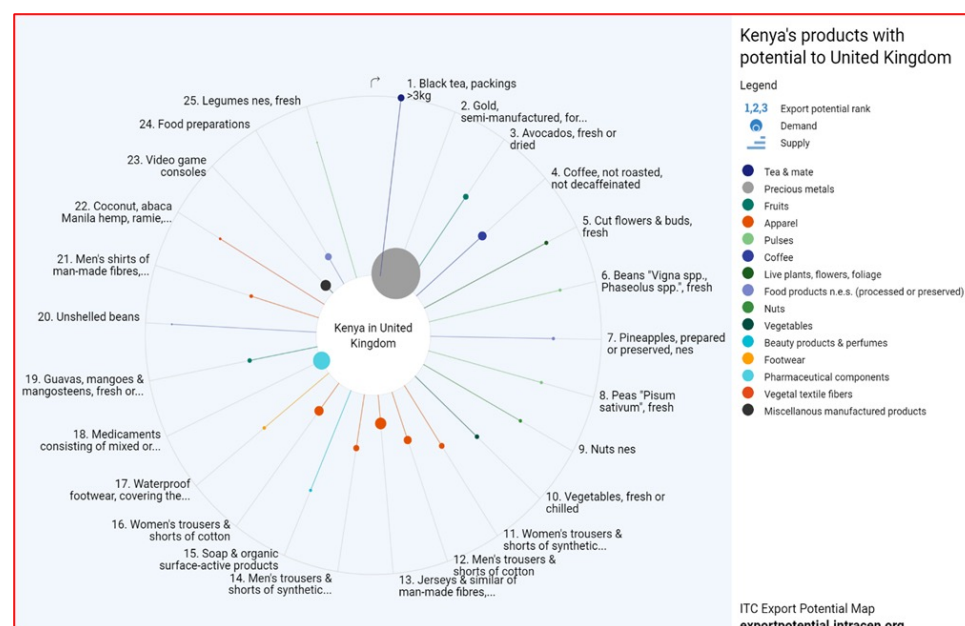 Kenya's products with
potential to United Kingdom
Legend
1,2,3 Export potential rank
Demand
Supply
Tea & mate
Precious metals
Fruits
Apparel
Pulses
Coffee
Live plants, flowers, foliage
Food products n.e.s. (processed or preserved)
Nuts
Vegetables
Beauty products & perfumes
Footwear
Pharmaceutical components
Vegetal textile fibers
Miscellanous manufactured products
ITC Export Potential Map
exportpotential.intracen.org
Kenya in United
Kingdom
1. Black tea, packings
>3kg
2. Gold,
semi-manufactured, for...
3. Avocados, fresh or
dried
4. Coffee, not roasted,
not decaffeinated
5. Cut flowers & buds,
fresh
6. Beans "Vigna spp.,
Phaseolus spp.", fresh
7. Pineapples, prepared
or preserved, nes
8. Peas "Pisum
sativum", fresh
9. Nuts nes
10. Vegetables, fresh or
chilled
11. Women's trousers &
shorts of synthetic...
12. Men's trousers &
shorts of cotton
13. Jerseys & similar of
man-made fibres,...
14. Men's trousers &
shorts of synthetic...
15. Soap & organic
surface-active products
16. Women's trousers &
shorts of cotton
17. Waterproof
footwear, covering the...
18. Medicaments
consisting of mixed or...
19. Guavas, mangoes &
mangosteens, fresh or...
20. Unshelled beans
21. Men's shirts of
man-made fibres,...
22. Coconut, abaca
Manila hemp, ramie,...
23. Video game
consoles
24. Food preparations
25. Legumes nes, fresh